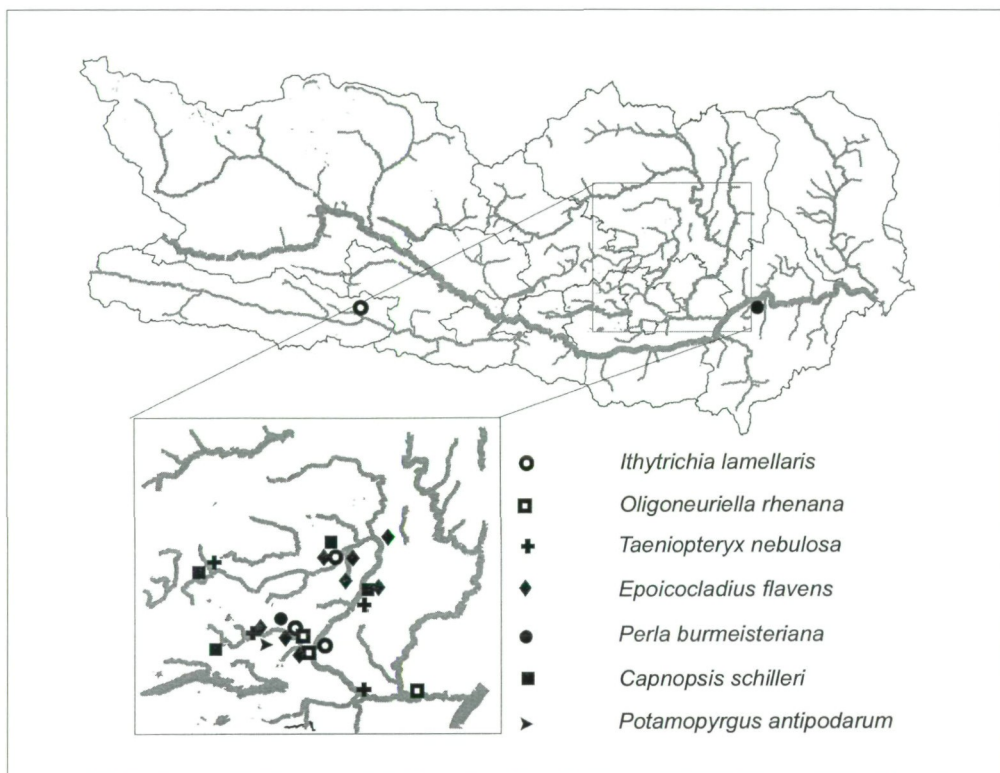 Ithytrichia lamellaris
Oligoneuriella rhenana
Taeniopteryx nebulosa
Epoicocladius flavens
Perla burmeisteriana
Capnopsis schilleri
Potamopyrgus antipodarum